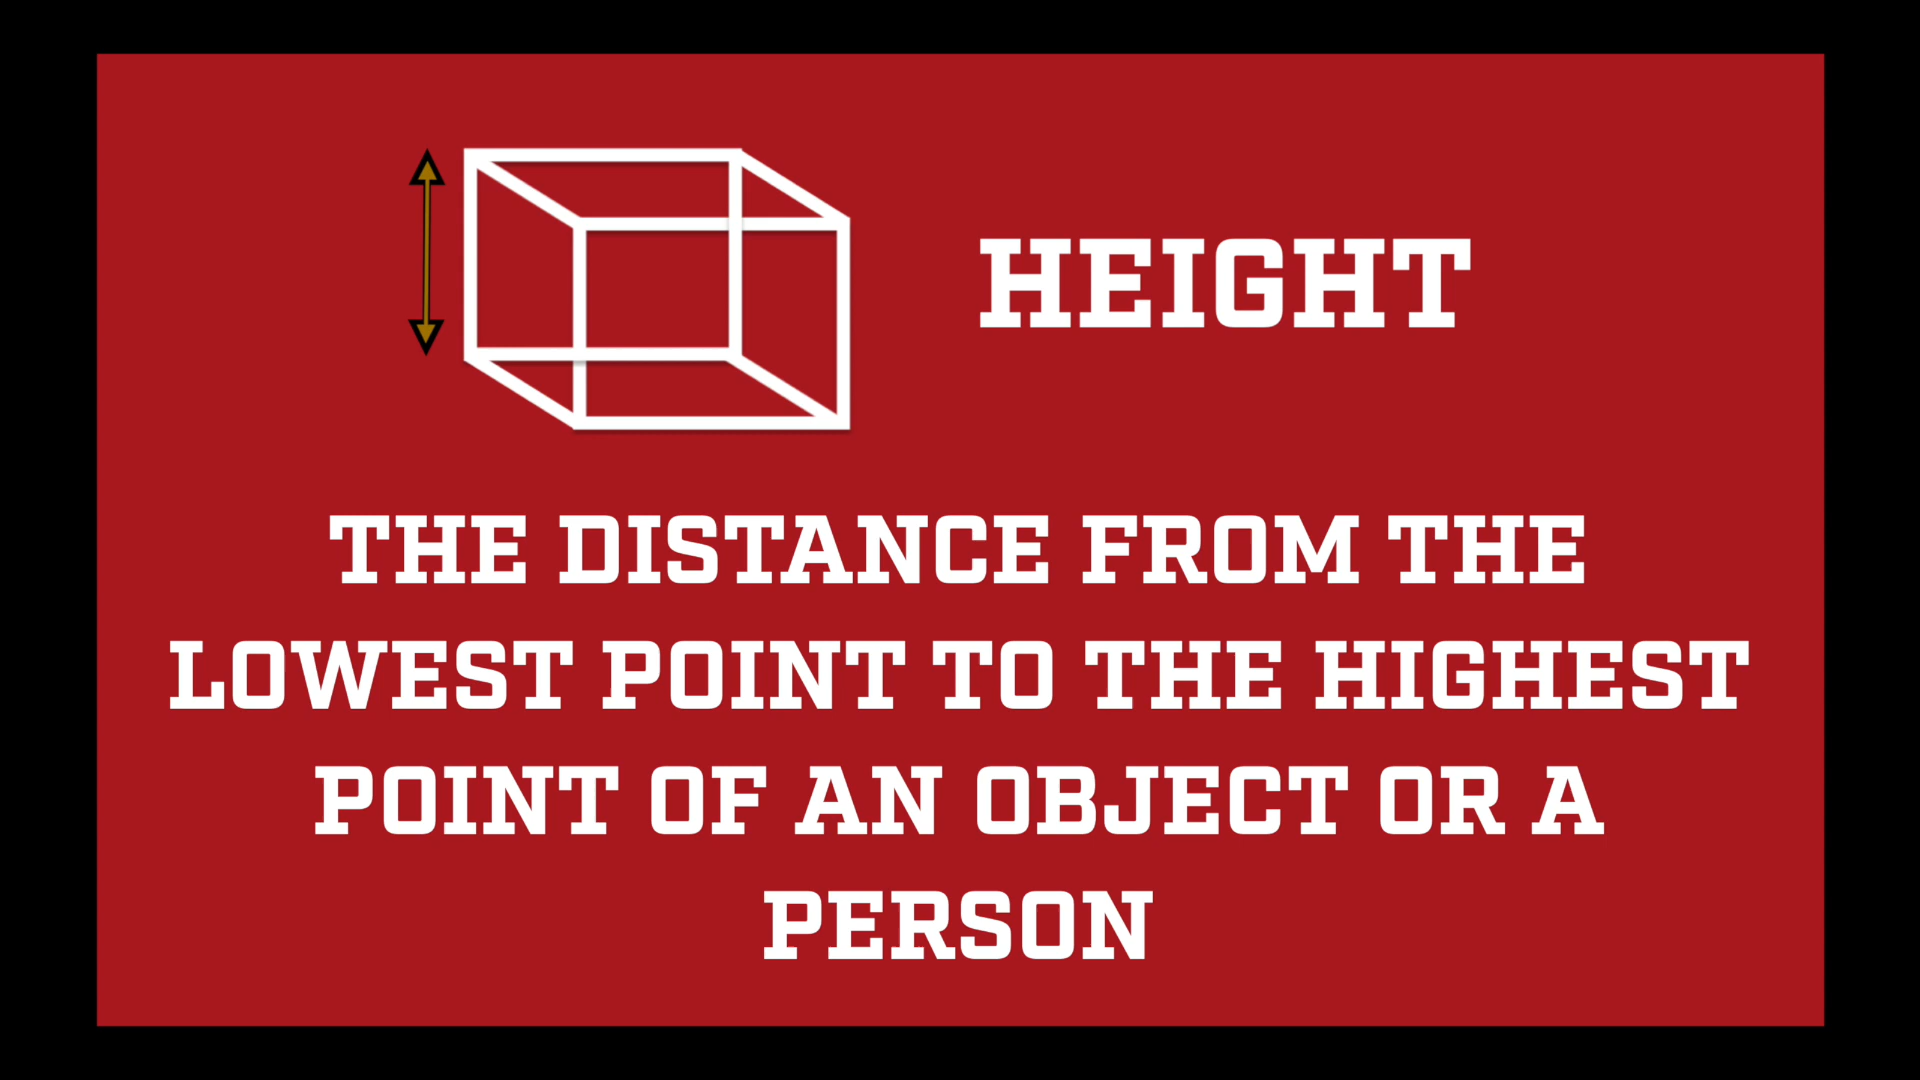 HEIGHT
THE DISTANCE FROM THE
LOWEST POINT TO THE HIGHEST
POINT OF AN OBJECT OR A
PERSON